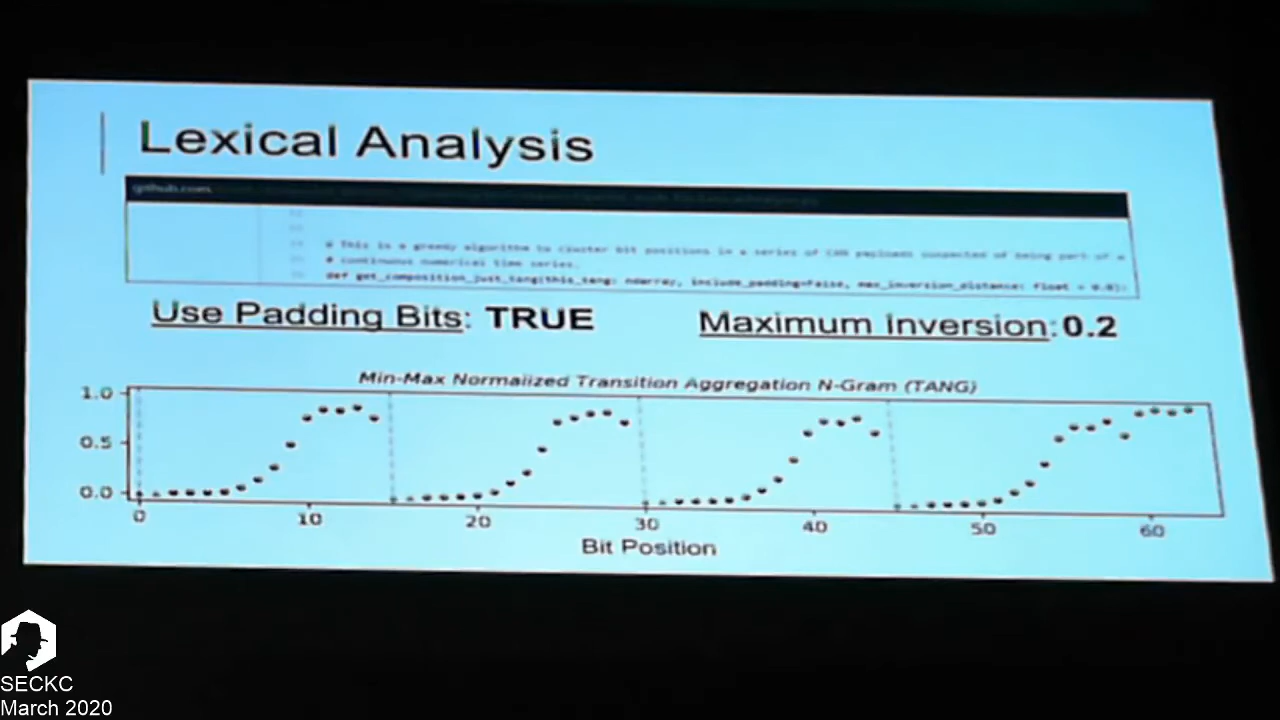 Lexical Analysis
github.com
# This is a greedy algorithm to cluster bit positions in a series of CAN payloads suspected of being part of a
# continuous numerical time series.
def get_composition_just_tang(this_tang: ndarray, include_padding=False, max_inversion_distance: float = 0.0):
Use Padding Bits: TRUE Maximum Inversion: 0.2
Min-Max Normalized Transition Aggregation N-Gram (TANG)
1.0
0.5
0.0
0 10 20 30 40 50 60
Bit Position
SECKC
March 2020